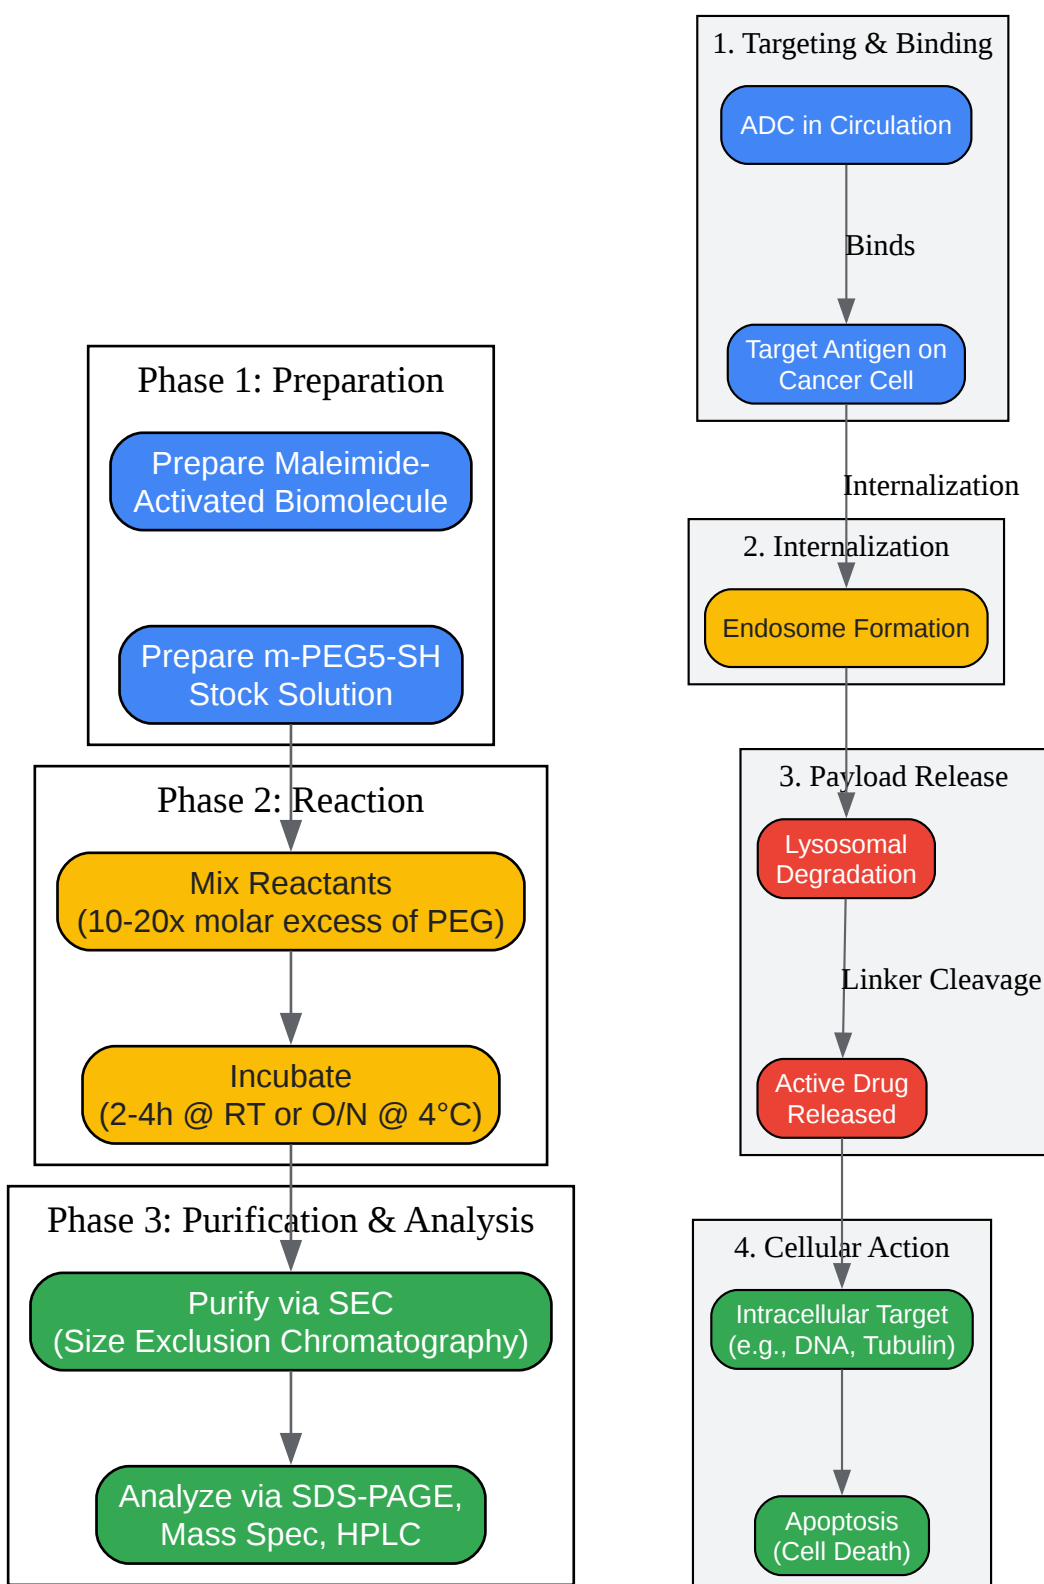 Phase 1: Preparation
Prepare Maleimide-
Activated Biomolecule
Prepare m-PEG5-SH
Stock Solution
Phase 2: Reaction
Mix Reactants
(10-20x molar excess of PEG)
Incubate
(2-4h @ RT or O/N @ 4°C)
Phase 3: Purification & Analysis
Purify via SEC
(Size Exclusion Chromatography)
Analyze via SDS-PAGE,
Mass Spec, HPLC
1. Targeting & Binding
ADC in Circulation
Binds
Target Antigen on
Cancer Cell
Internalization
2. Internalization
Endosome Formation
3. Payload Release
Lysosomal
Degradation
Linker Cleavage
Active Drug
Released
4. Cellular Action
Intracellular Target
(e.g., DNA, Tubulin)
Apoptosis
(Cell Death)